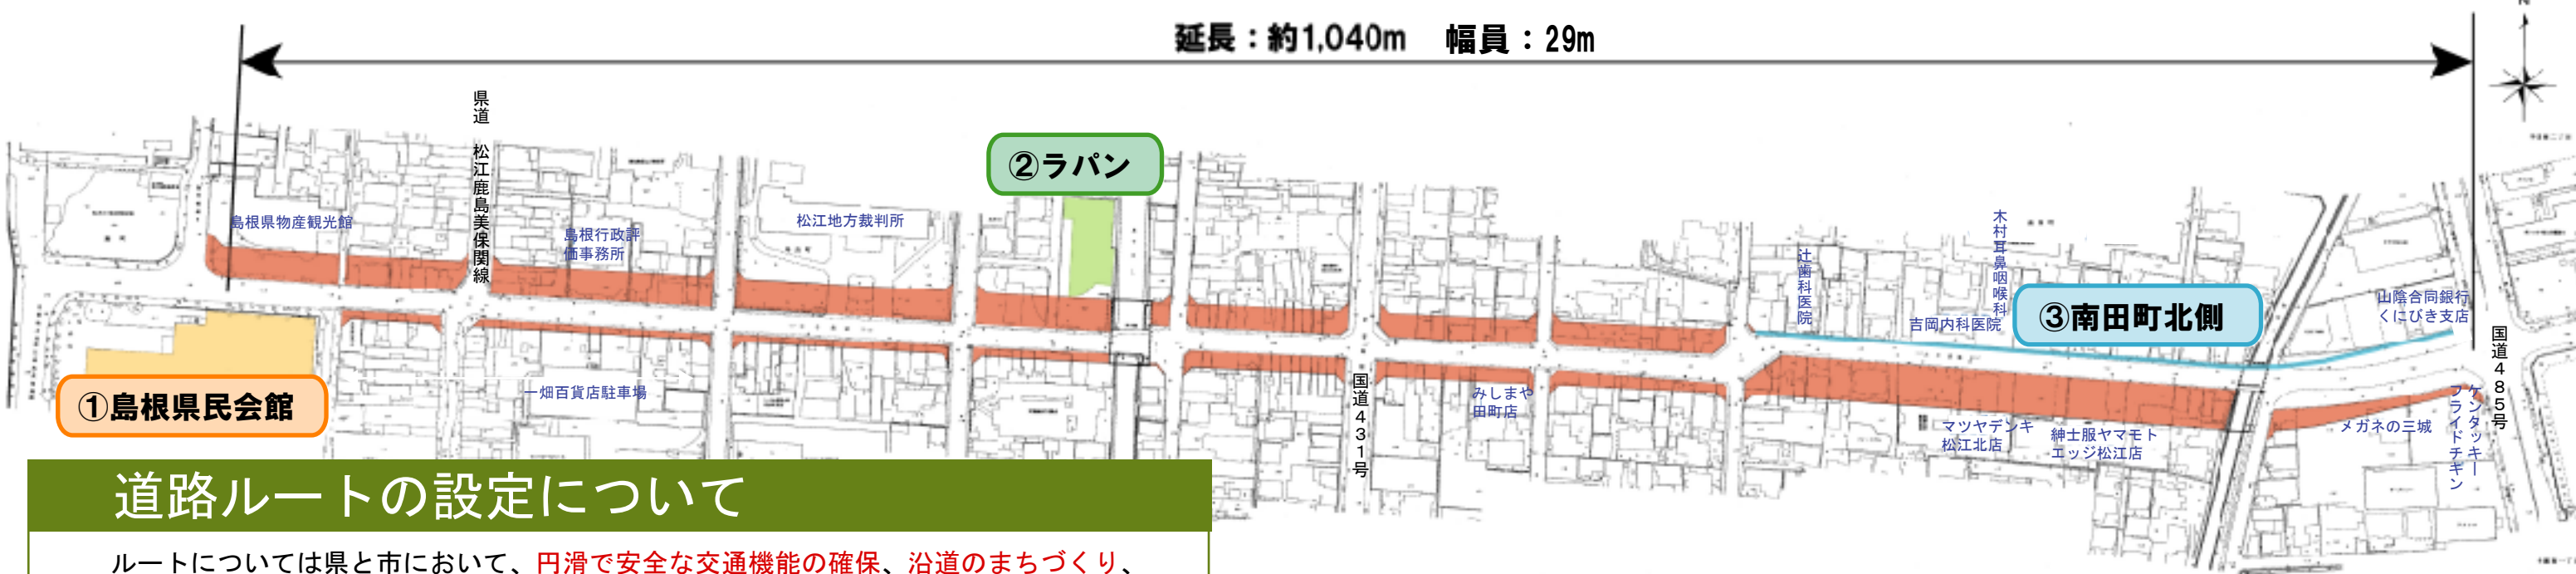 延長：約1,040m　幅員：29m
N
県道　松江鹿島美保関線
②ラパン
島根県物産観光館
島根行政評
価事務所
松江地方裁判所
辻歯科医院
木村耳鼻咽喉科
吉岡内科医院
③南田町北側
山陰合同銀行
くにびき支店
国道４８５号
①島根県民会館
一畑百貨店駐車場
国道４３１号
みしまや
田町店
マツヤデンキ
松江北店
紳士服ヤマモト
エッジ松江店
メガネの三城
ケンタッキー
フライドチキン
道路ルートの設定について
ルートについては県と市において、円滑で安全な交通機能の確保、沿道のまちづくり、